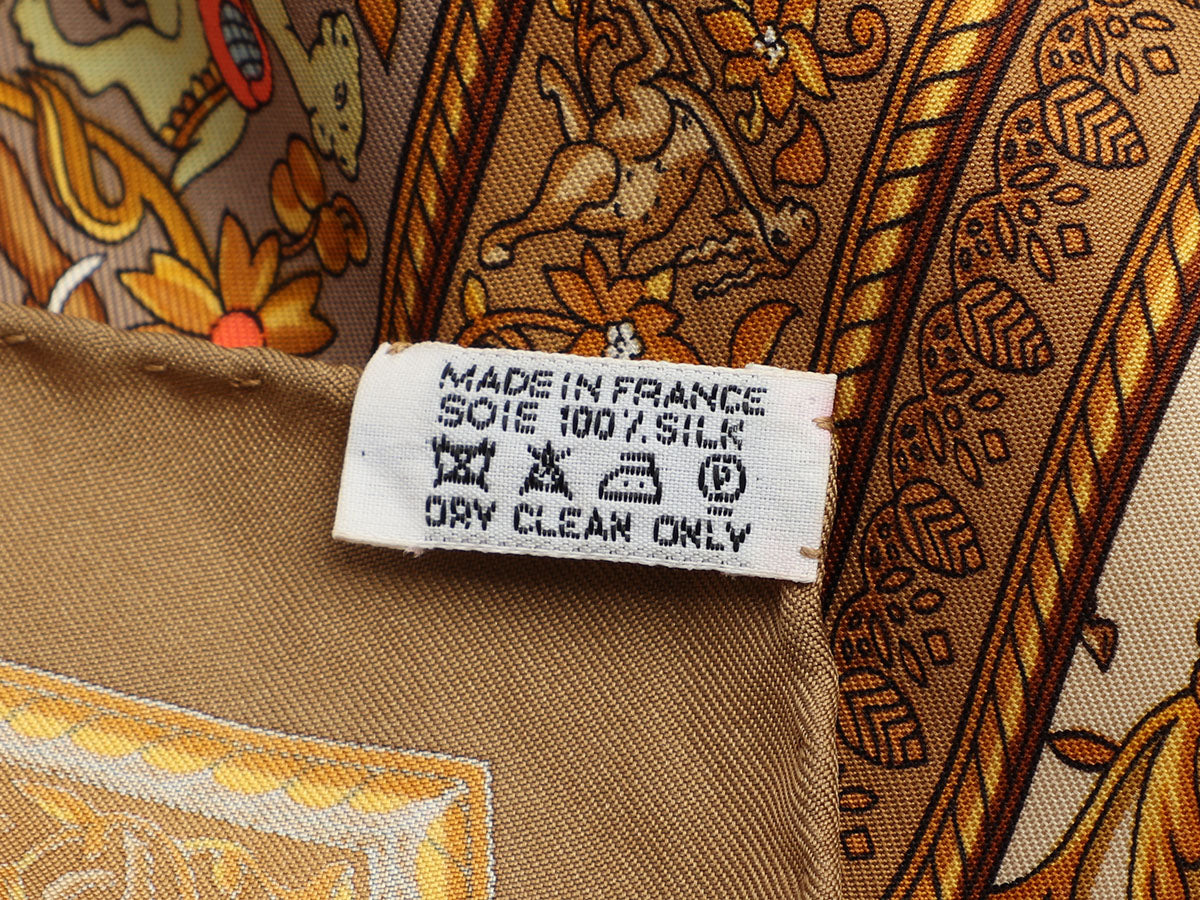 MADE IN FRANCE
SOIE 100% SILK
P
DRY CLEAN ONLY